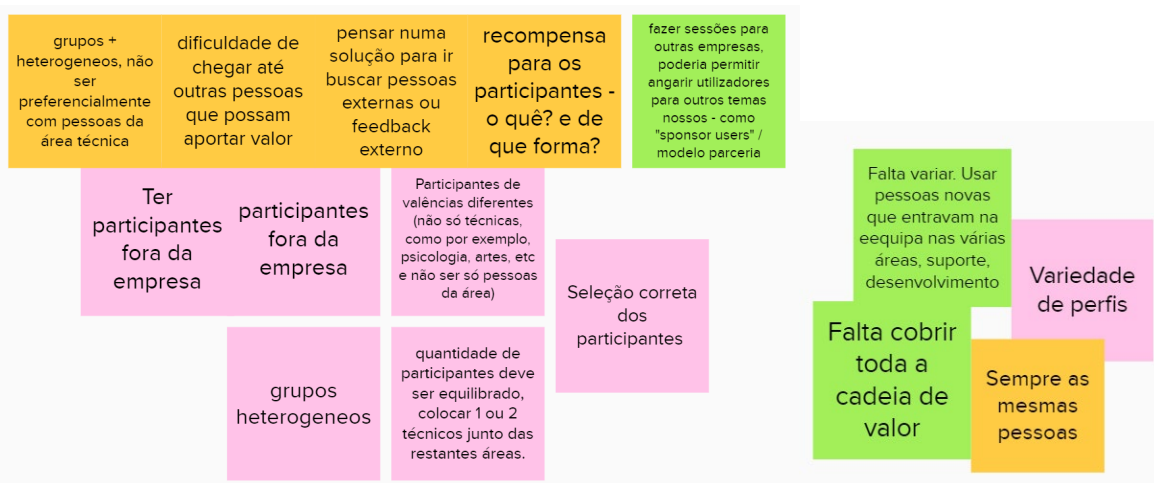 grupos +
heterogeneos, não
ser
preferencialmente
com pessoas da
área técnica
dificuldade de
chegar até
outras pessoas
que possam
aportar valor
pensar numa
solução para ir
buscar pessoas
externas ou
feedback
externo
recompensa
para os
participantes -
o quê? e de
que forma?
fazer sessões para
outras empresas,
poderia permitir
angarir utilizadores
para outros temas
nossos - como
"sponsor users" /
modelo parceria
Ter
participantes
fora da
empresa
participantes
fora da
empresa
Participantes de
valências diferentes
(não só técnicas,
como por exemplo,
psicologia, artes, etc
e não ser só pessoas
da área)
Seleção correta
dos
participantes
grupos
heterogeneos
quantidade de
participantes deve
ser equilibrado,
colocar 1 ou 2
técnicos junto das
restantes áreas.
Falta variar. Usar
pessoas novas
que entravam na
eequipa nas várias
áreas, suporte,
desenvolvimento
Variedade
de perfis
Falta cobrir
toda a
cadeia de
valor
Sempre as
mesmas
pessoas